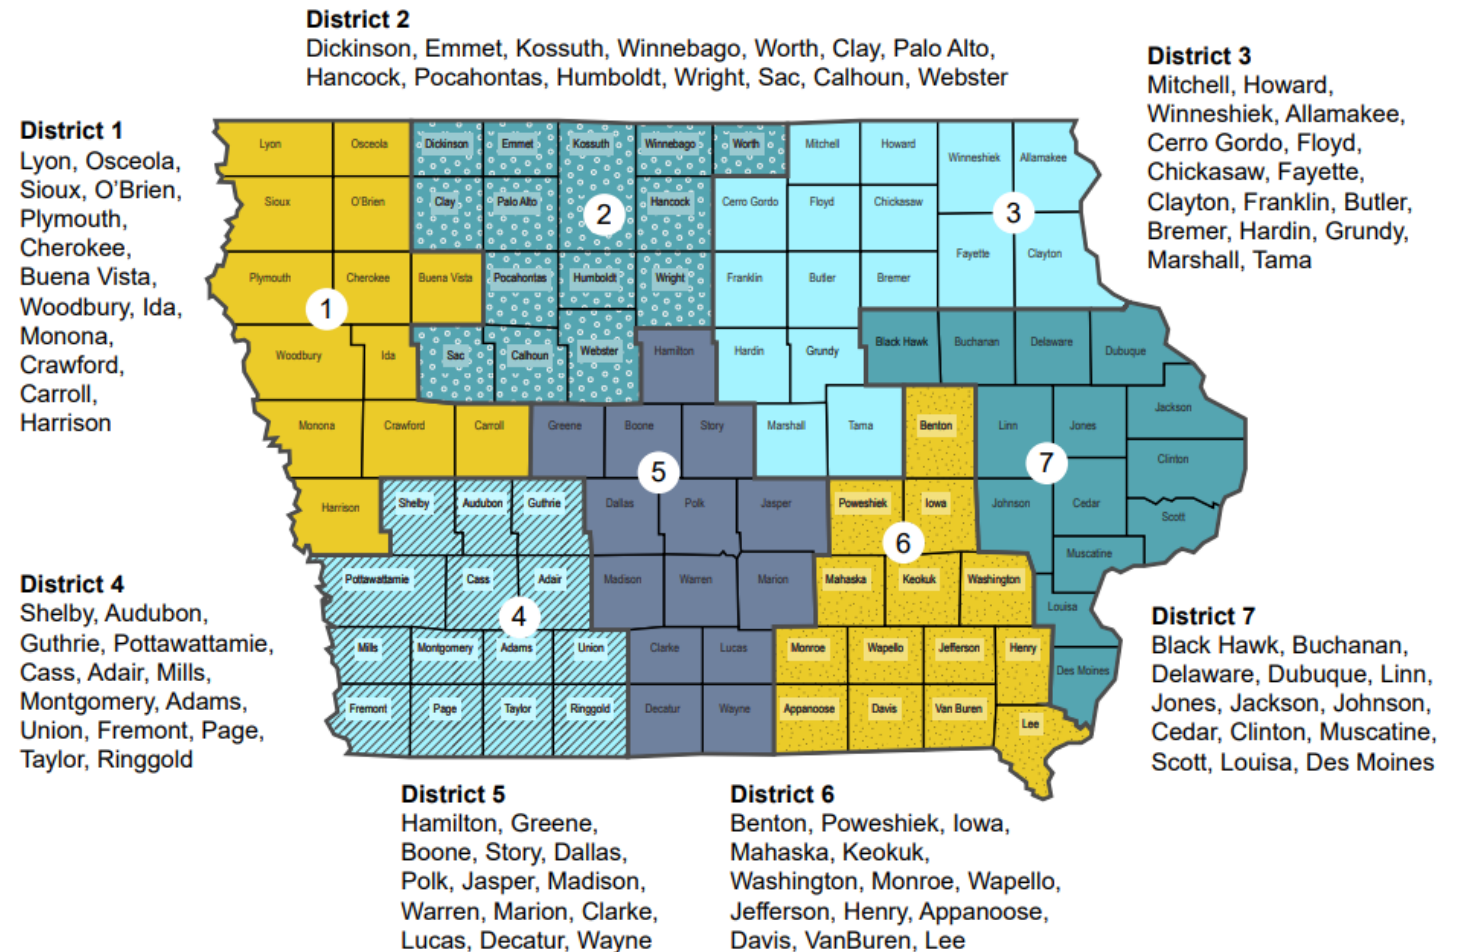 District 2
Dickinson, Emmet, Kossuth, Winnebago, Worth, Clay, Palo Alto,
Hancock, Pocahontas, Humboldt, Wright, Sac, Calhoun, Webster
District 3
Mitchell, Howard,
Winneshiek, Allamakee,
Cerro Gordo, Floyd,
Chickasaw, Fayette,
Clayton, Franklin, Butler,
Bremer, Hardin, Grundy,
Marshall, Tama
District 1
Lyon, Osceola,
Sioux, O'Brien,
Plymouth,
Cherokee,
Buena Vista,
Woodbury, Ida,
Monona,
Crawford,
Carroll,
Harrison
Lyon Osceola Dickinson Emmet Kossuth Winnebago Worth Mitchell Howard Winneshiek Allamakee
Sioux O'Brien Clay Palo Alto 2 Hancock Cerro Gordo Floyd Chickasaw 3
Plymouth Cherokee Buena Vista Pocahontas Humboldt Wright Franklin Butler Bremer Fayette Clayton
1
Woodbury Ida Sac Calhoun Webster Hamilton Hardin Grundy Black Hawk Buchanan Delaware Dubuque
Monona Crawford Carroll Greene Boone Story Marshall Tama Benton Linn Jones Jackson
5 7 Clinton
Harrison Shelby Audubon Guthrie Dallas Polk Jasper Poweshiek Iowa Johnson Cedar Scott
6 Muscatine
Pottawattamie Cass Adair Madison Warren Marion Mahaska Keokuk Washington Louisa
4
Mills Montgomery Adams Union Clarke Lucas Monroe Wapello Jefferson Henry Des Moines
Fremont Page Taylor Ringgold Decatur Wayne Appanoose Davis Van Buren Lee
District 4
Shelby, Audubon,
Guthrie, Pottawattamie,
Cass, Adair, Mills,
Montgomery, Adams,
Union, Fremont, Page,
Taylor, Ringgold
District 7
Black Hawk, Buchanan,
Delaware, Dubuque, Linn,
Jones, Jackson, Johnson,
Cedar, Clinton, Muscatine,
Scott, Louisa, Des Moines
District 5
Hamilton, Greene,
Boone, Story, Dallas,
Polk, Jasper, Madison,
Warren, Marion, Clarke,
Lucas, Decatur, Wayne
District 6
Benton, Poweshiek, Iowa,
Mahaska, Keokuk,
Washington, Monroe, Wapello,
Jefferson, Henry, Appanoose,
Davis, VanBuren, Lee